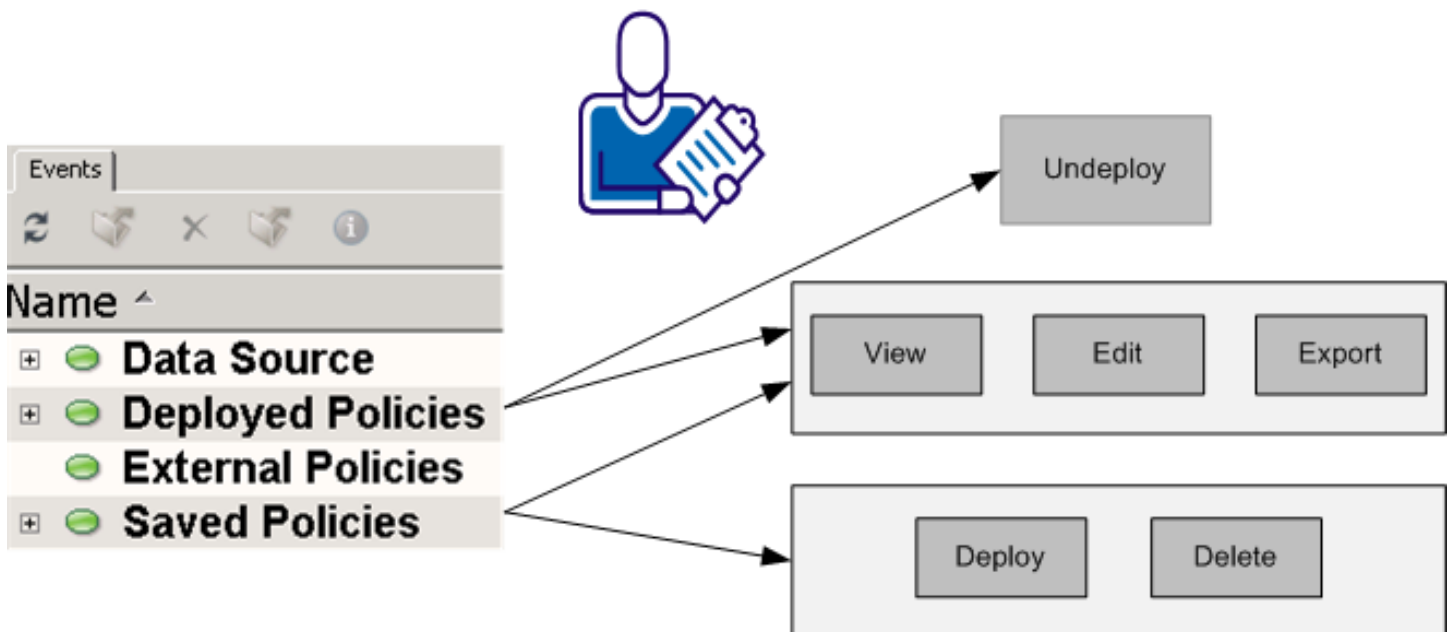 Events
Undeploy
Name
Data Source
View Edit Export
Deployed Policies
External Policies
Saved Policies
Deploy Delete